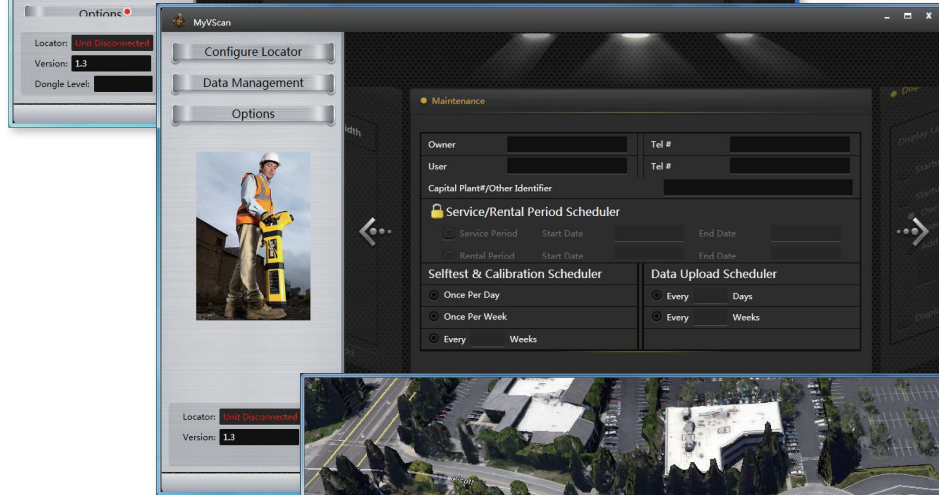 Options
Locator: Unit Disconnected
Version: 1.3
Dongle Level:
MyVScan
Configure Locator
Data Management
Options
Maintenance
Owner Tel #
User Tel #
Capital Plant#/Other Identifier
Service/Rental Period Scheduler
Service Period Start Date End Date
Rental Period Start Date End Date
Selftest & Calibration Scheduler Data Upload Scheduler
Once Per Day Every Days
Once Per Week Every Weeks
Every Weeks
Locator: Unit Disconnected
Version: 1.3